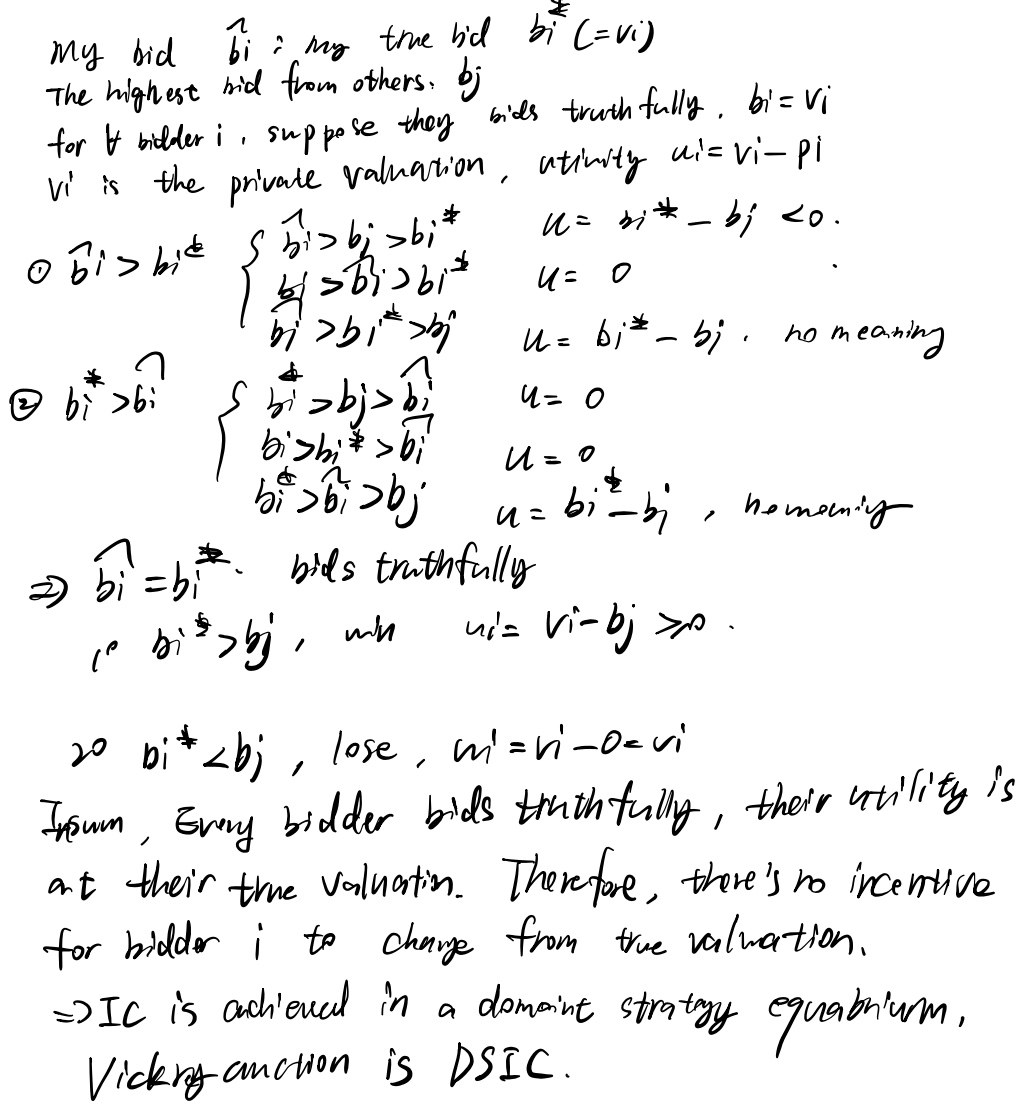 My bid b̂i ; my true bid bi* (=vi)
The highest bid from others. bj
for ∀ bidder i, suppose they bids truthfully. bi = vi
vi is the private valuation, utinity ui = vi - pi
① b̂i > bi* { b̂i > bj > bi* u = bi* - bj <0.
bj > b̂i > bi* u = 0
b̂i > bi* > bj u = bi* - bj. no meaning
② bi* > b̂i { bi* > bj > b̂i u = 0
bj > bi* > b̂i u = 0
bi* > b̂i > bj u = bi* - bj, no meaning
⇒ b̂i = bi*. bids truthfully
1° bi* > bj, win ui = vi - bj ≥0.
2° bi* < bj, lose, ui = vi - 0 = vi
Insum, Every bidder bids truthfully, their utility is
at their true valuation. Therefore, there's no incentive
for bidder i to change from true valuation.
⇒ IC is achieved in a domaint strategy equabrium,
Vickrey auction is DSIC.